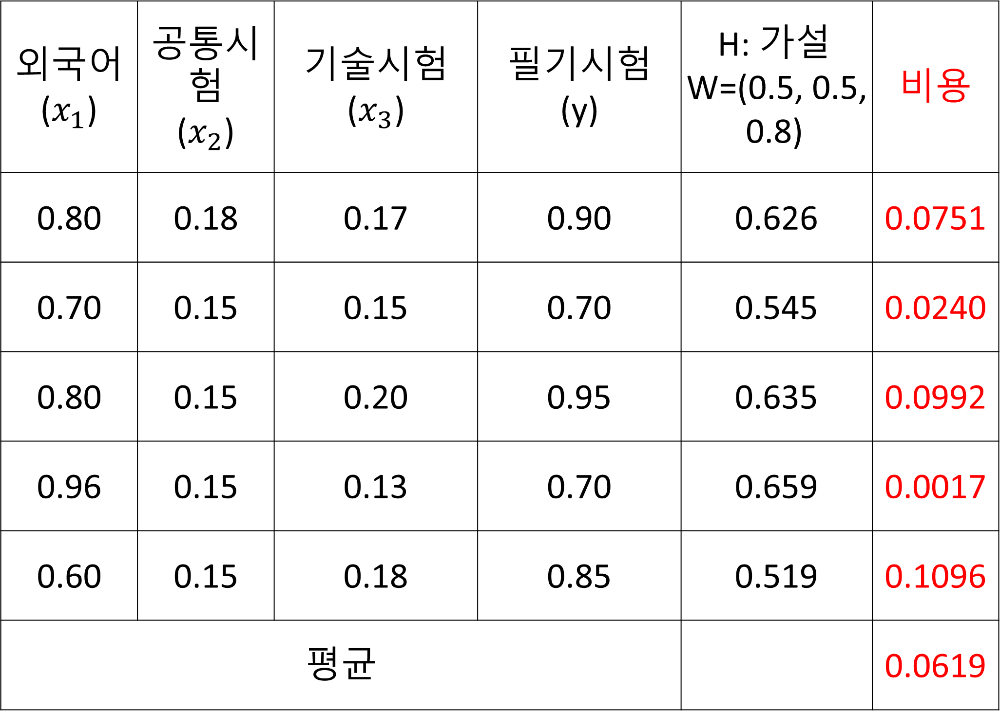 외국어
(𝑥₁)
공통시
험
(𝑥₂)
기술시험
(𝑥₃)
필기시험
(y)
H: 가설
W=(0.5, 0.5,
0.8)
비용
0.80 0.18 0.17 0.90 0.626 0.0751
0.70 0.15 0.15 0.70 0.545 0.0240
0.80 0.15 0.20 0.95 0.635 0.0992
0.96 0.15 0.13 0.70 0.659 0.0017
0.60 0.15 0.18 0.85 0.519 0.1096
평균 0.0619